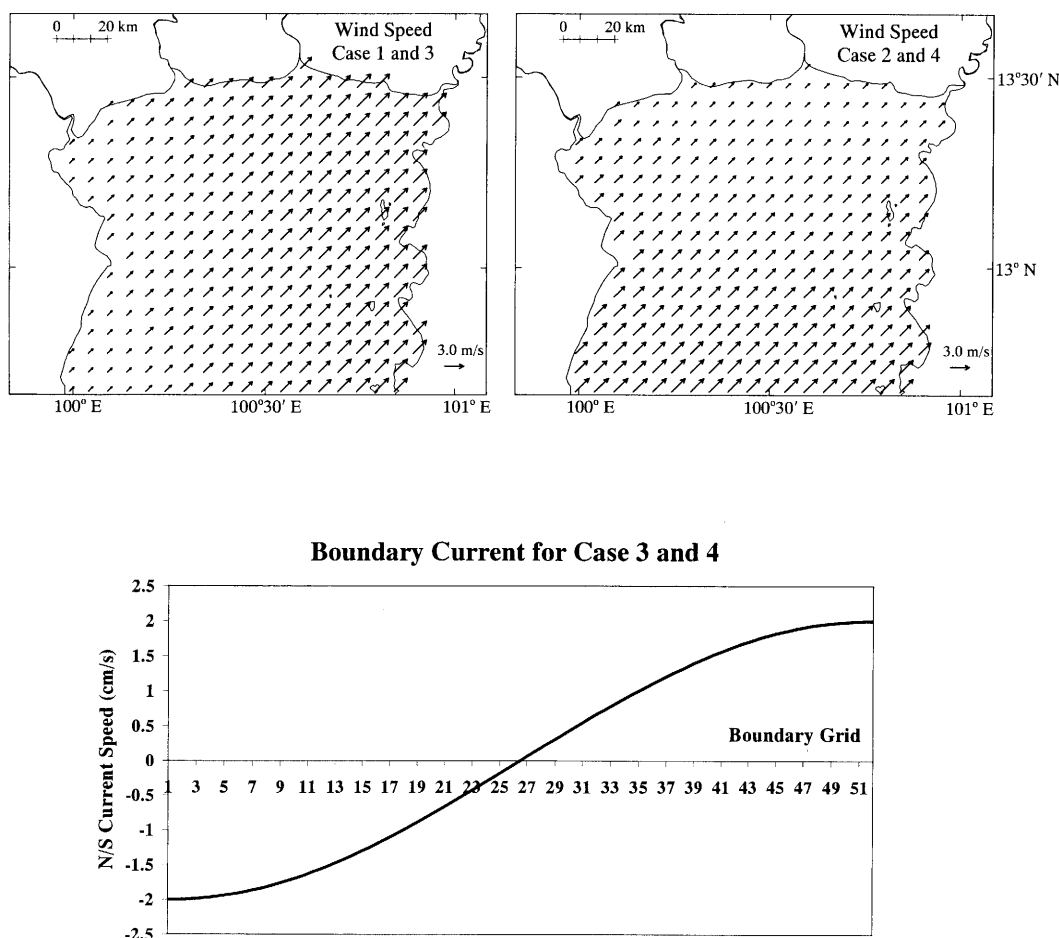 0 20 km
Wind Speed
Case 1 and 3
3.0 m/s
100° E
100°30′ E
101° E
0 20 km
Wind Speed
Case 2 and 4
13°30′ N
13° N
3.0 m/s
100° E
100°30′ E
101° E
Boundary Current for Case 3 and 4
N/S Current Speed (cm/s)
2.5
2
1.5
1
0.5
0
-0.5
-1
-1.5
-2
-2.5
Boundary Grid
1 3 5 7 9 11 13 15 17 19 21 23 25 27 29 31 33 35 37 39 41 43 45 47 49 51